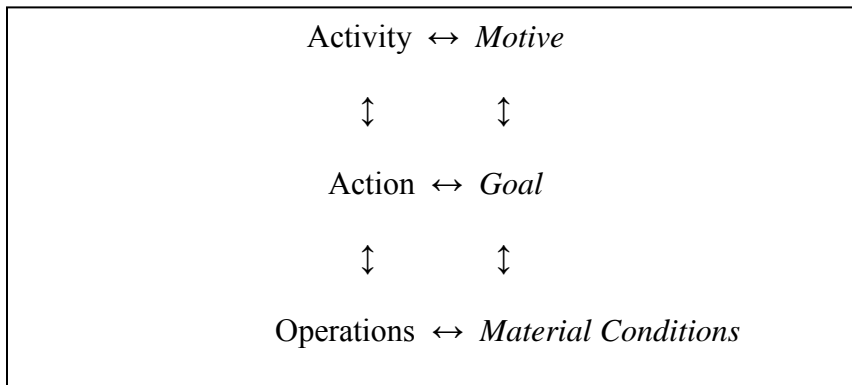 Activity ↔ Motive
↕ ↕
Action ↔ Goal
↕ ↕
Operations ↔ Material Conditions